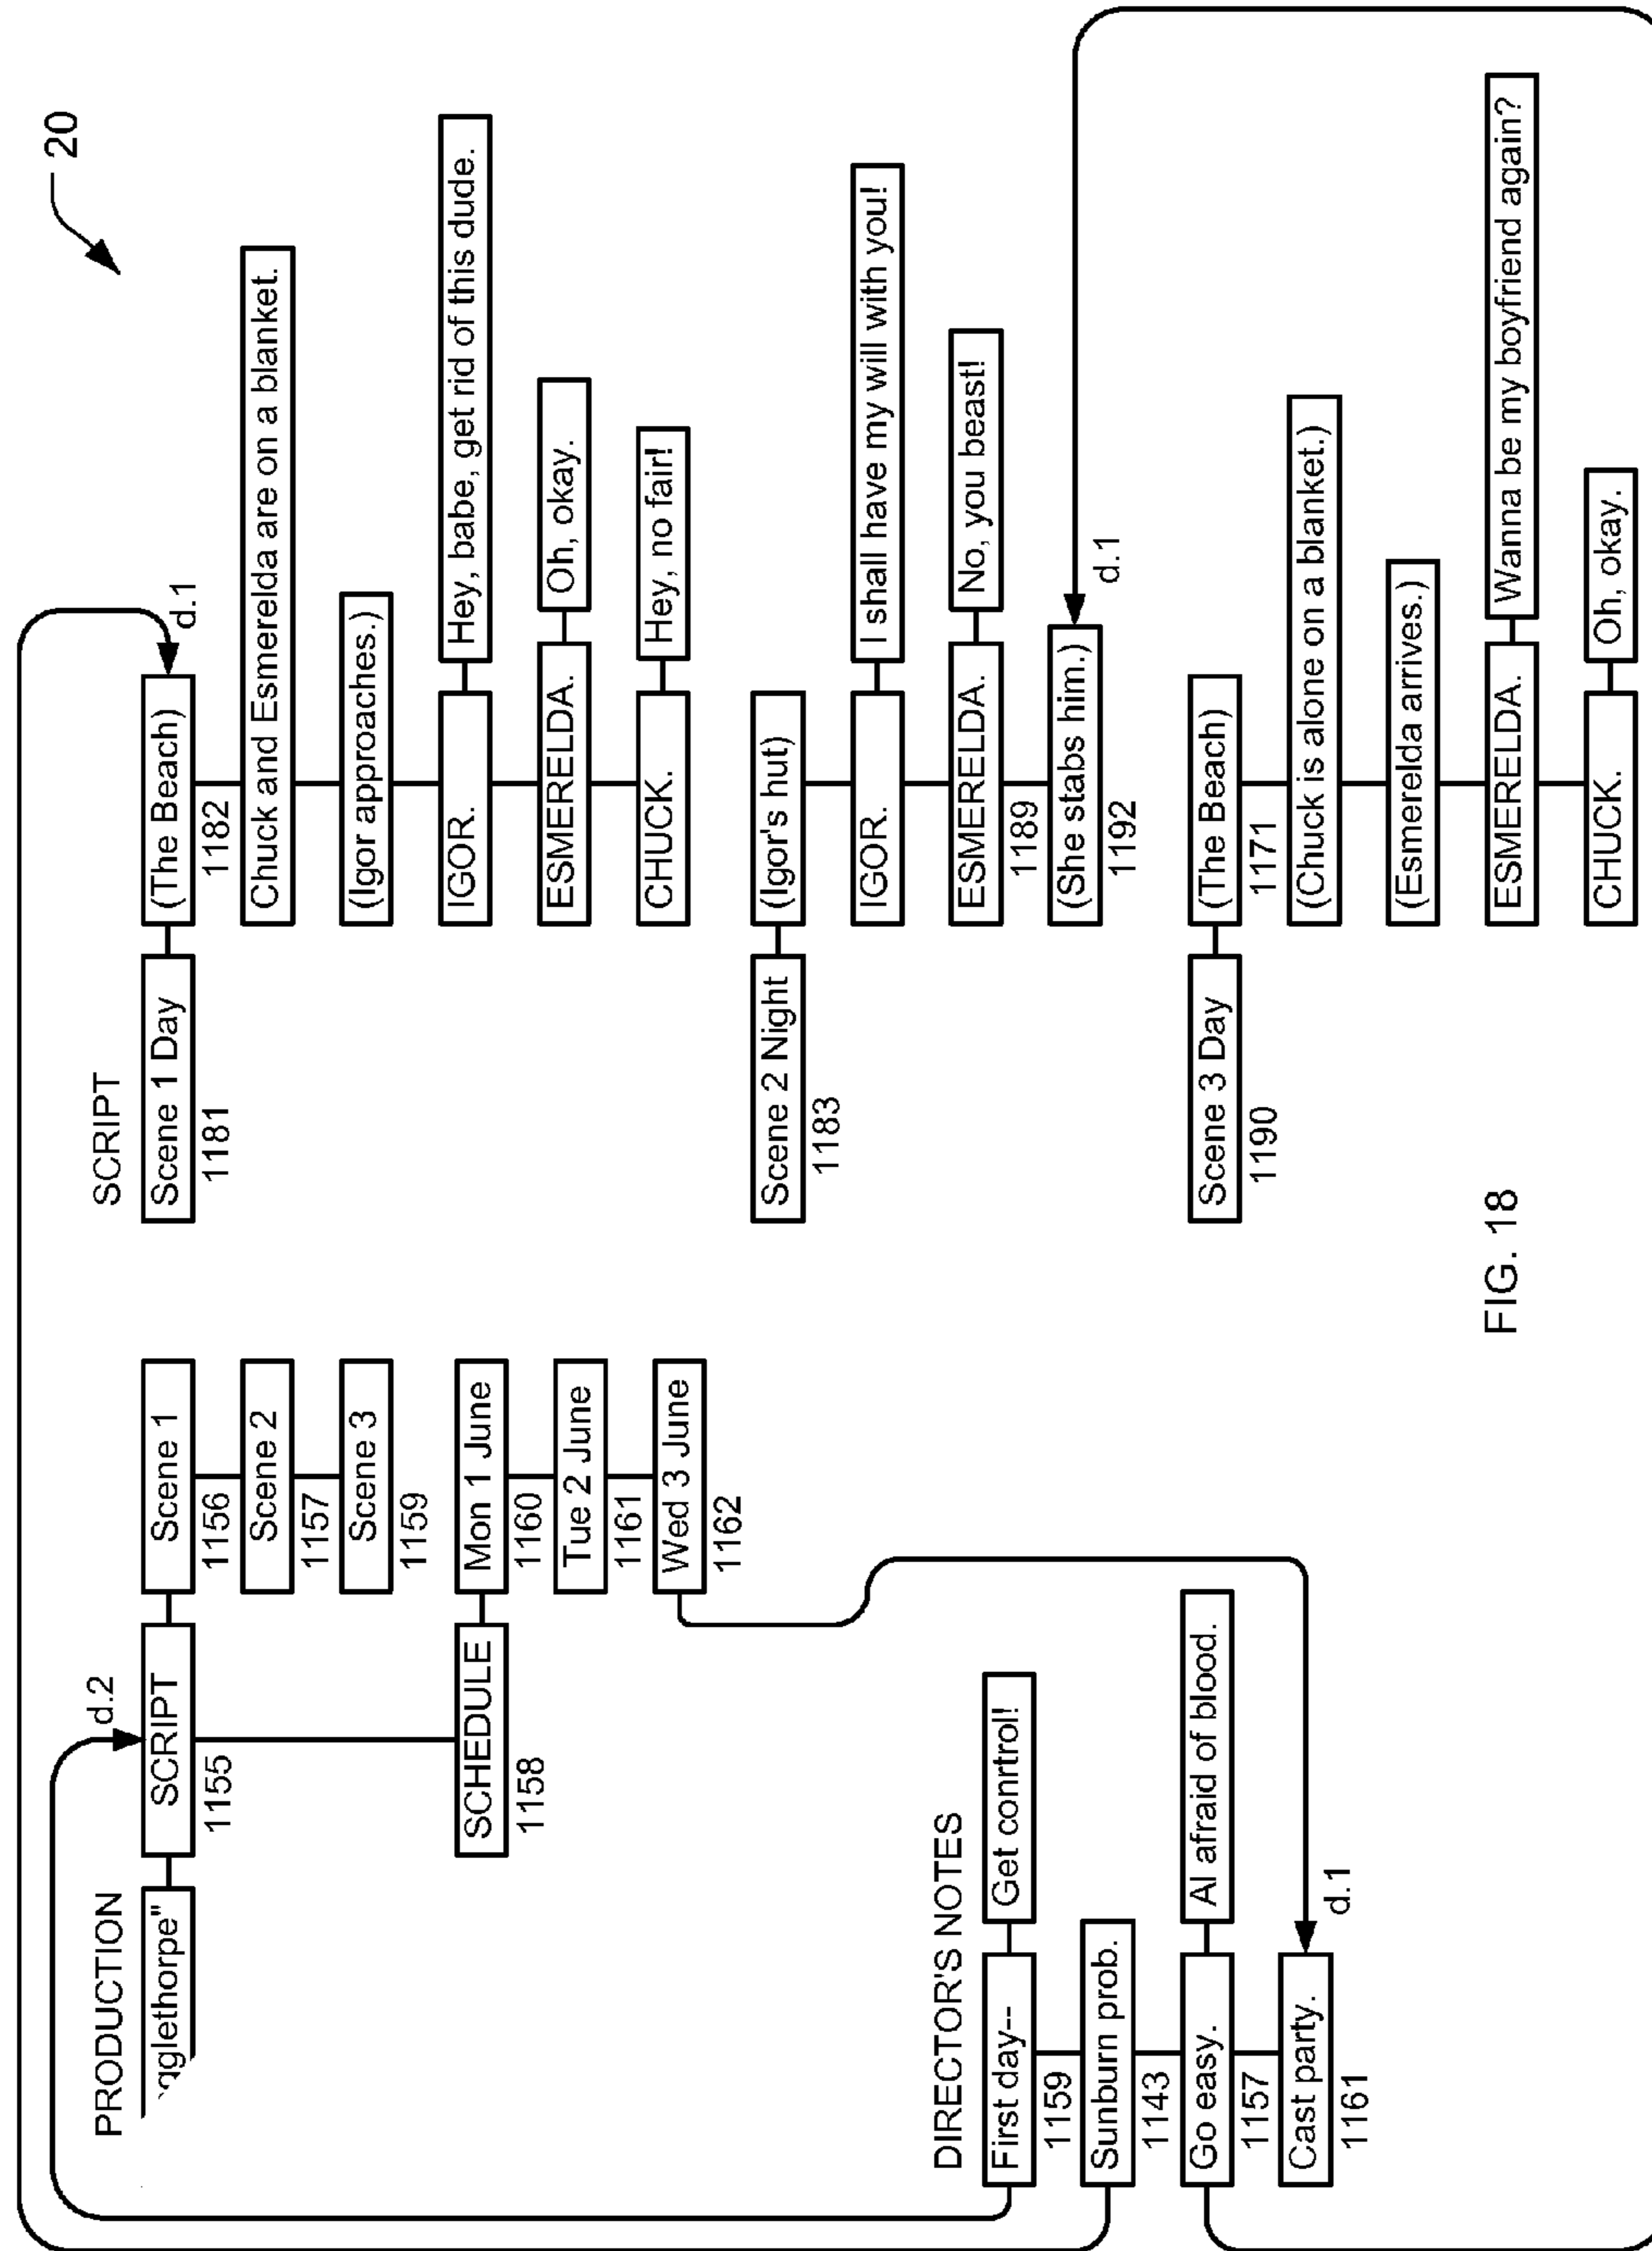 20
PRODUCTION
gglethorpe"
d.2
SCRIPT
1155
Scene 1
1156
Scene 2
1157
Scene 3
1159
SCHEDULE
1158
Mon 1 June
1160
Tue 2 June
1161
Wed 3 June
1162
DIRECTOR'S NOTES
First day-- Get conrtrol!
1159
Sunburn prob.
1143
Go easy. Al afraid of blood.
1157
Cast party.
1161
d.1
SCRIPT
Scene 1 Day (The Beach) d.1
1181 1182
Chuck and Esmerelda are on a blanket.
(Igor approaches.)
IGOR. Hey, babe, get rid of this dude.
ESMERELDA. Oh, okay.
CHUCK. Hey, no fair!
Scene 2 Night (Igor's hut)
1183
IGOR. I shall have my will with you!
ESMERELDA. No, you beast!
1189
(She stabs him.) d.1
1192
Scene 3 Day (The Beach)
1190 1171
(Chuck is alone on a blanket.)
(Esmerelda arrives.)
ESMERELDA. Wanna be my boyfriend again?
CHUCK. Oh, okay.
FIG. 18